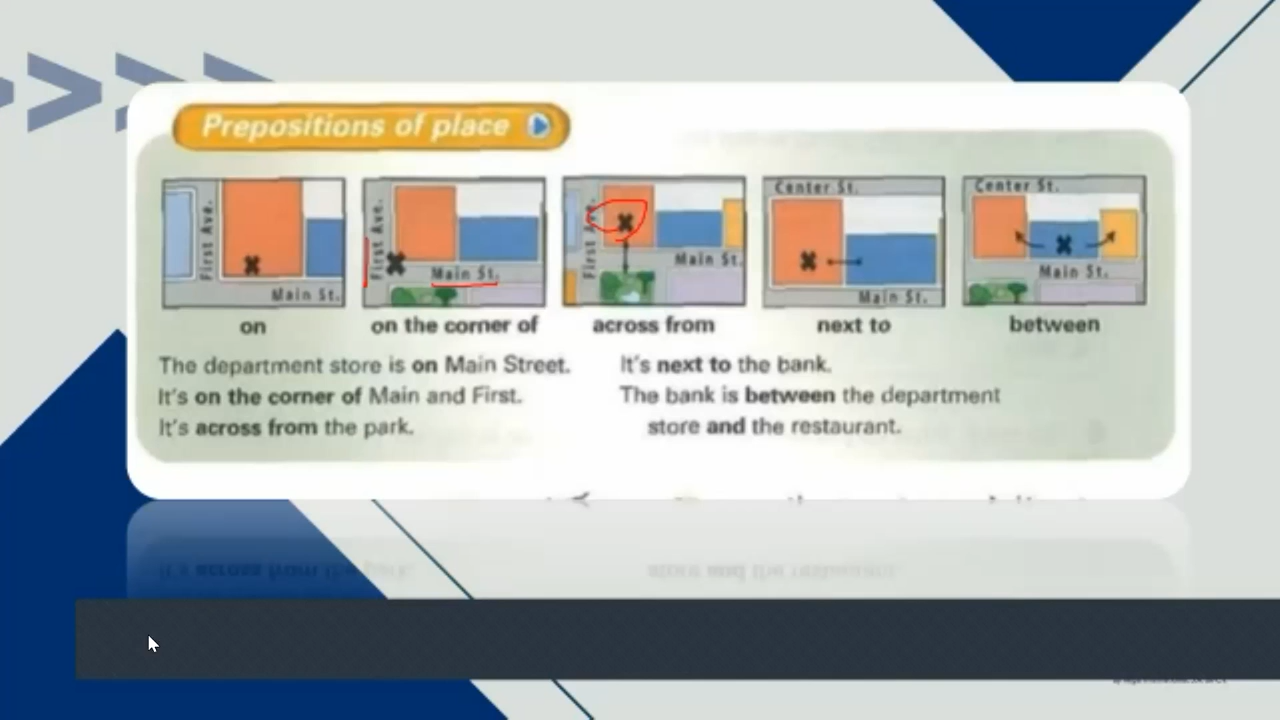 Prepositions of place
First Ave.
Main St.
First Ave.
Main St.
First Ave.
Main St.
Center St.
Main St.
Center St.
Main St.
on
on the corner of
across from
next to
between
The department store is on Main Street.
It's on the corner of Main and First.
It's across from the park.
It's next to the bank.
The bank is between the department
store and the restaurant.